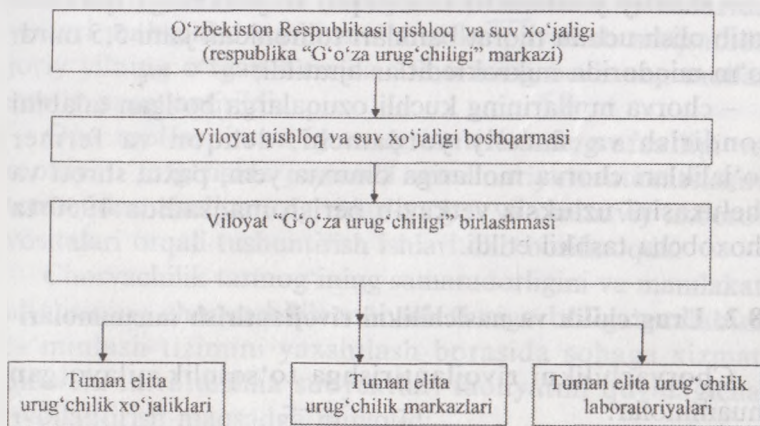 O‘zbekiston Respublikasi qishloq va suv xo‘jaligi
(respublika “G‘o‘za urug‘chiligi” markazi)
Viloyat qishloq va suv xo‘jaligi boshqarmasi
Viloyat “G‘o‘za urug‘chiligi” birlashmasi
Tuman elita
urug‘chilik xo‘jaliklari
Tuman elita
urug‘chilik markazlari
Tuman elita urug‘chilik
laboratoriyalari